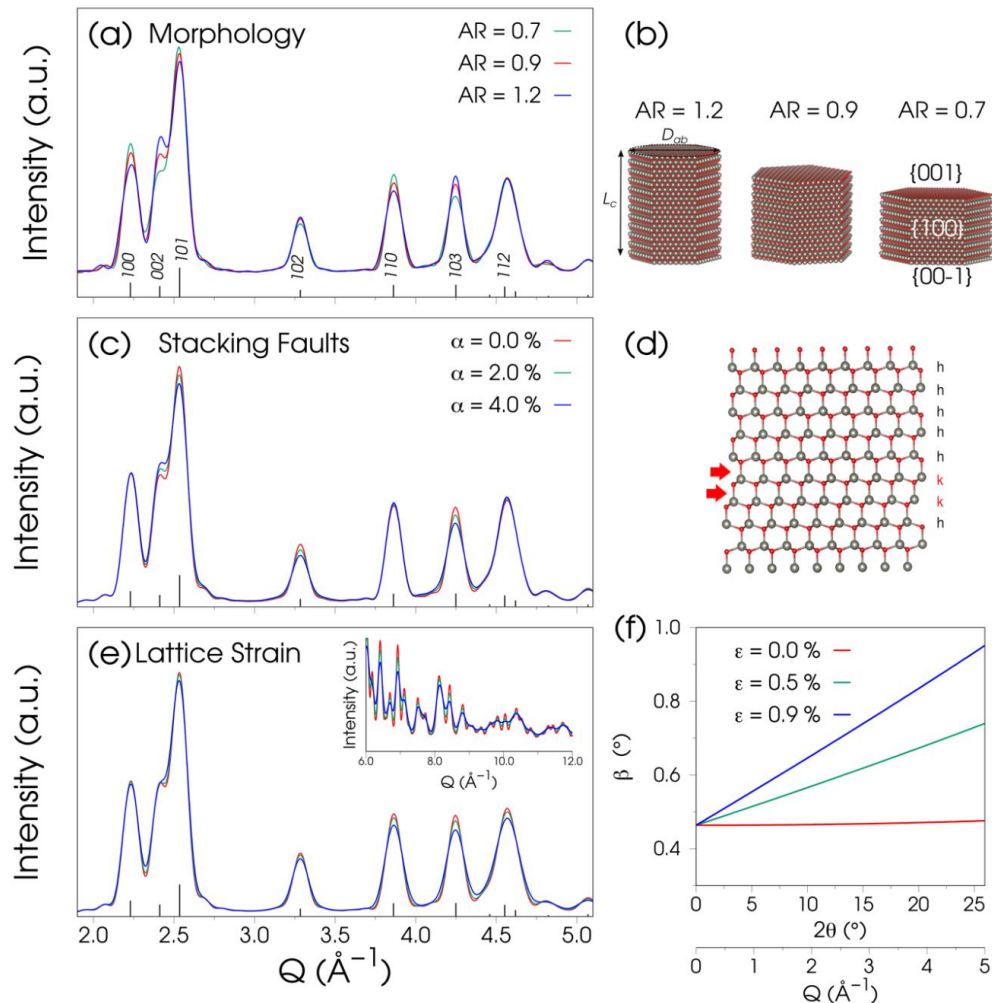 (a) Morphology
AR = 0.7
AR = 0.9
AR = 1.2
Intensity (a.u.)
100
002
101
102
110
103
112
(b)
AR = 1.2
AR = 0.9
AR = 0.7
D_ab
L_c
{001}
{100}
{00-1}
(c) Stacking Faults
α = 0.0 %
α = 2.0 %
α = 4.0 %
Intensity (a.u.)
(d)
h
h
h
h
h
k
k
h
(e) Lattice Strain
Intensity (a.u.)
Intensity (a.u.)
6.0 8.0 10.0 12.0
Q (Å⁻¹)
2.0 2.5 3.0 3.5 4.0 4.5 5.0
Q (Å⁻¹)
(f)
ε = 0.0 %
ε = 0.5 %
ε = 0.9 %
β (°)
1.0
0.8
0.6
0.4
0 5 10 15 20 25
2θ (°)
0 1 2 3 4 5
Q (Å⁻¹)